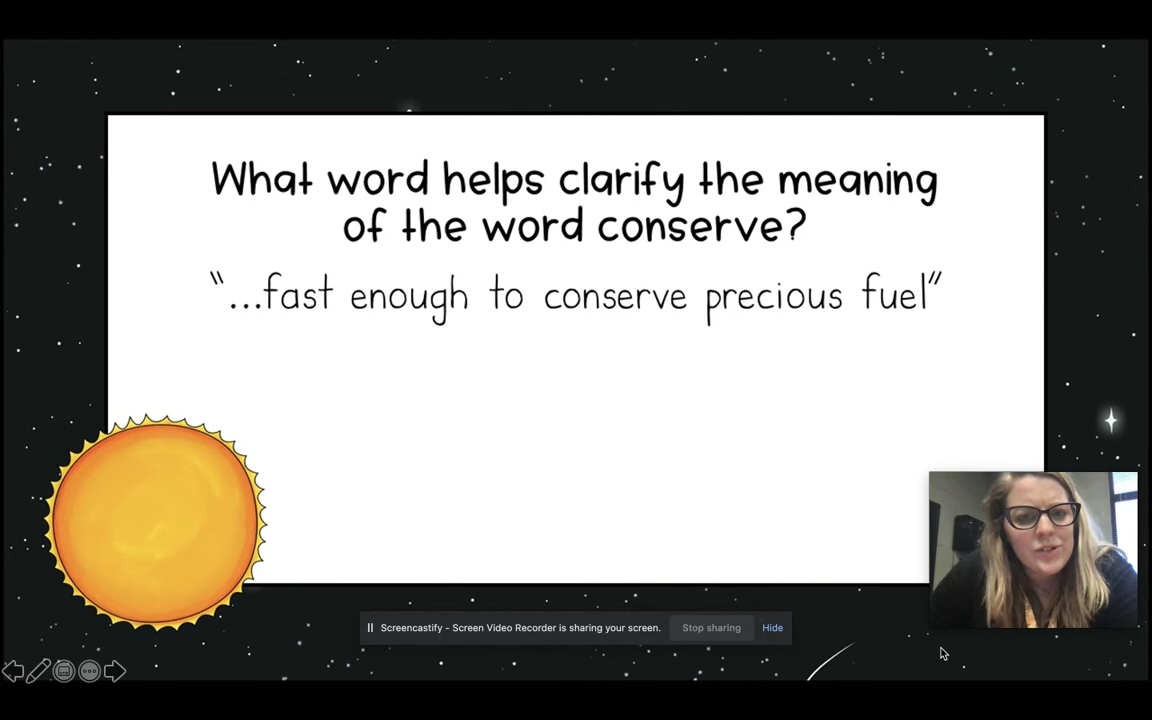 What word helps clarify the meaning
of the word conserve?
“...fast enough to conserve precious fuel”
Screencastify - Screen Video Recorder is sharing your screen. Stop sharing Hide